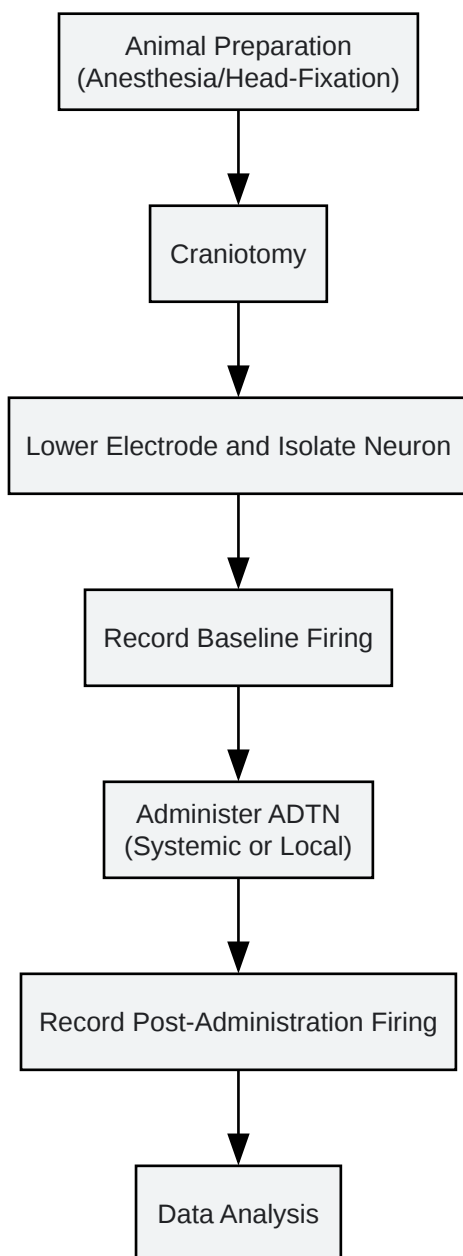 Animal Preparation
(Anesthesia/Head-Fixation)
Craniotomy
Lower Electrode and Isolate Neuron
Record Baseline Firing
Administer ADTN
(Systemic or Local)
Record Post-Administration Firing
Data Analysis